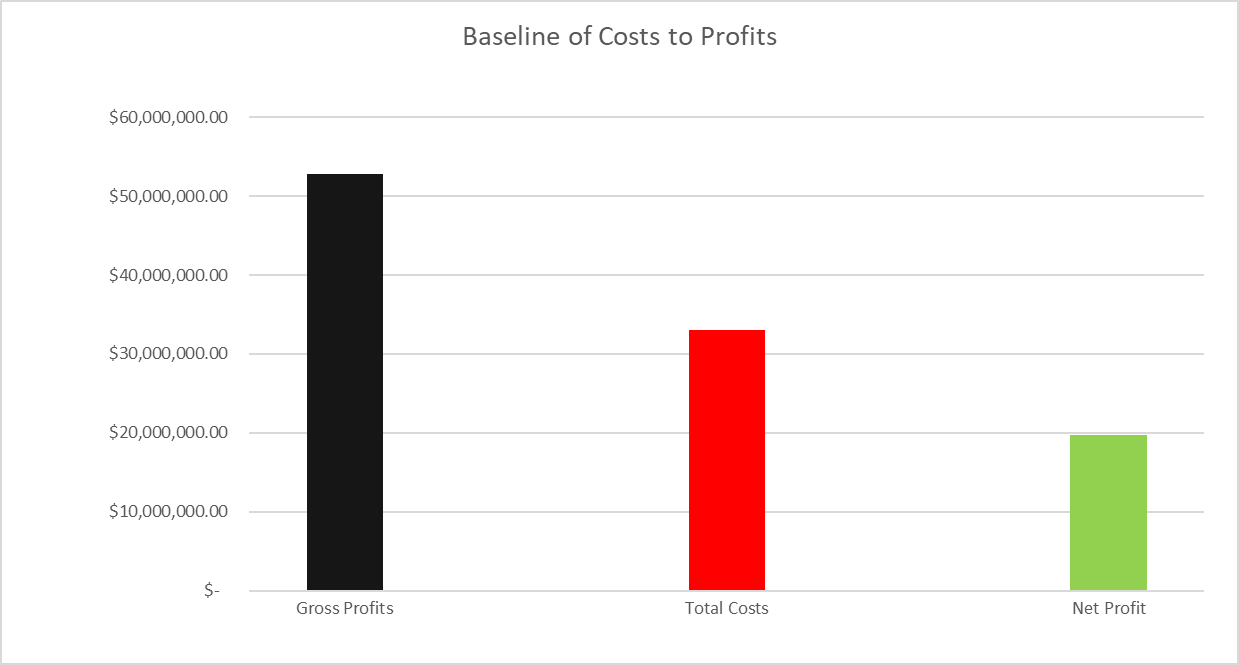 Baseline of Costs to Profits
$60,000,000.00
$50,000,000.00
$40,000,000.00
$30,000,000.00
$20,000,000.00
$10,000,000.00
$-
Gross Profits
Total Costs
Net Profit